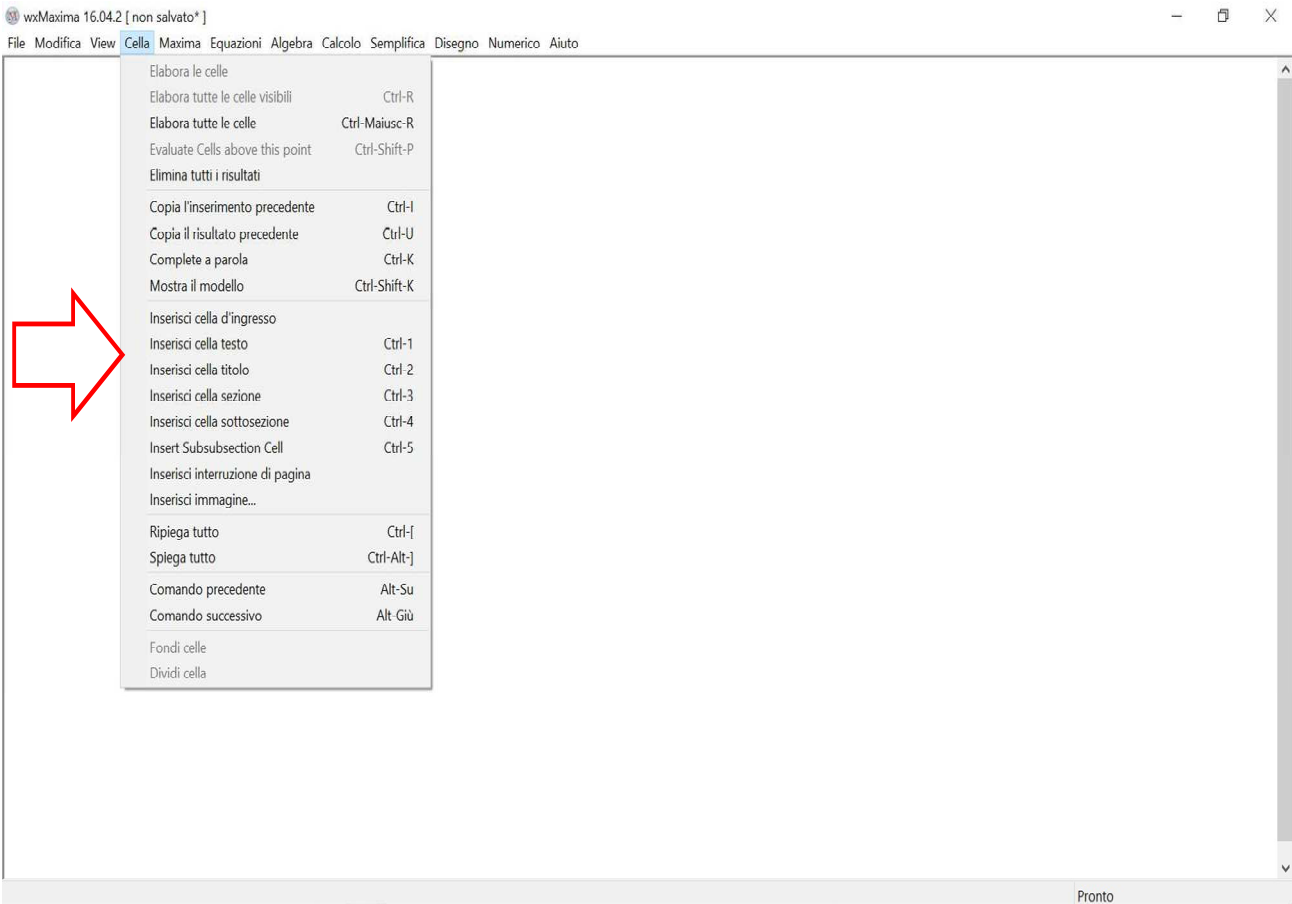 wxMaxima 16.04.2 [ non salvato* ]
File Modifica View Cella Maxima Equazioni Algebra Calcolo Semplifica Disegno Numerico Aiuto
Elabora le celle
Elabora tutte le celle visibili Ctrl-R
Elabora tutte le celle Ctrl-Maiusc-R
Evaluate Cells above this point Ctrl-Shift-P
Elimina tutti i risultati
Copia l'inserimento precedente Ctrl-I
Copia il risultato precedente Ctrl-U
Complete a parola Ctrl-K
Mostra il modello Ctrl-Shift-K
Inserisci cella d'ingresso
Inserisci cella testo Ctrl-1
Inserisci cella titolo Ctrl-2
Inserisci cella sezione Ctrl-3
Inserisci cella sottosezione Ctrl-4
Insert Subsubsection Cell Ctrl-5
Inserisci interruzione di pagina
Inserisci immagine...
Ripiega tutto Ctrl-[
Spiega tutto Ctrl-Alt-]
Comando precedente Alt-Su
Comando successivo Alt-Giù
Fondi celle
Dividi cella
Pronto